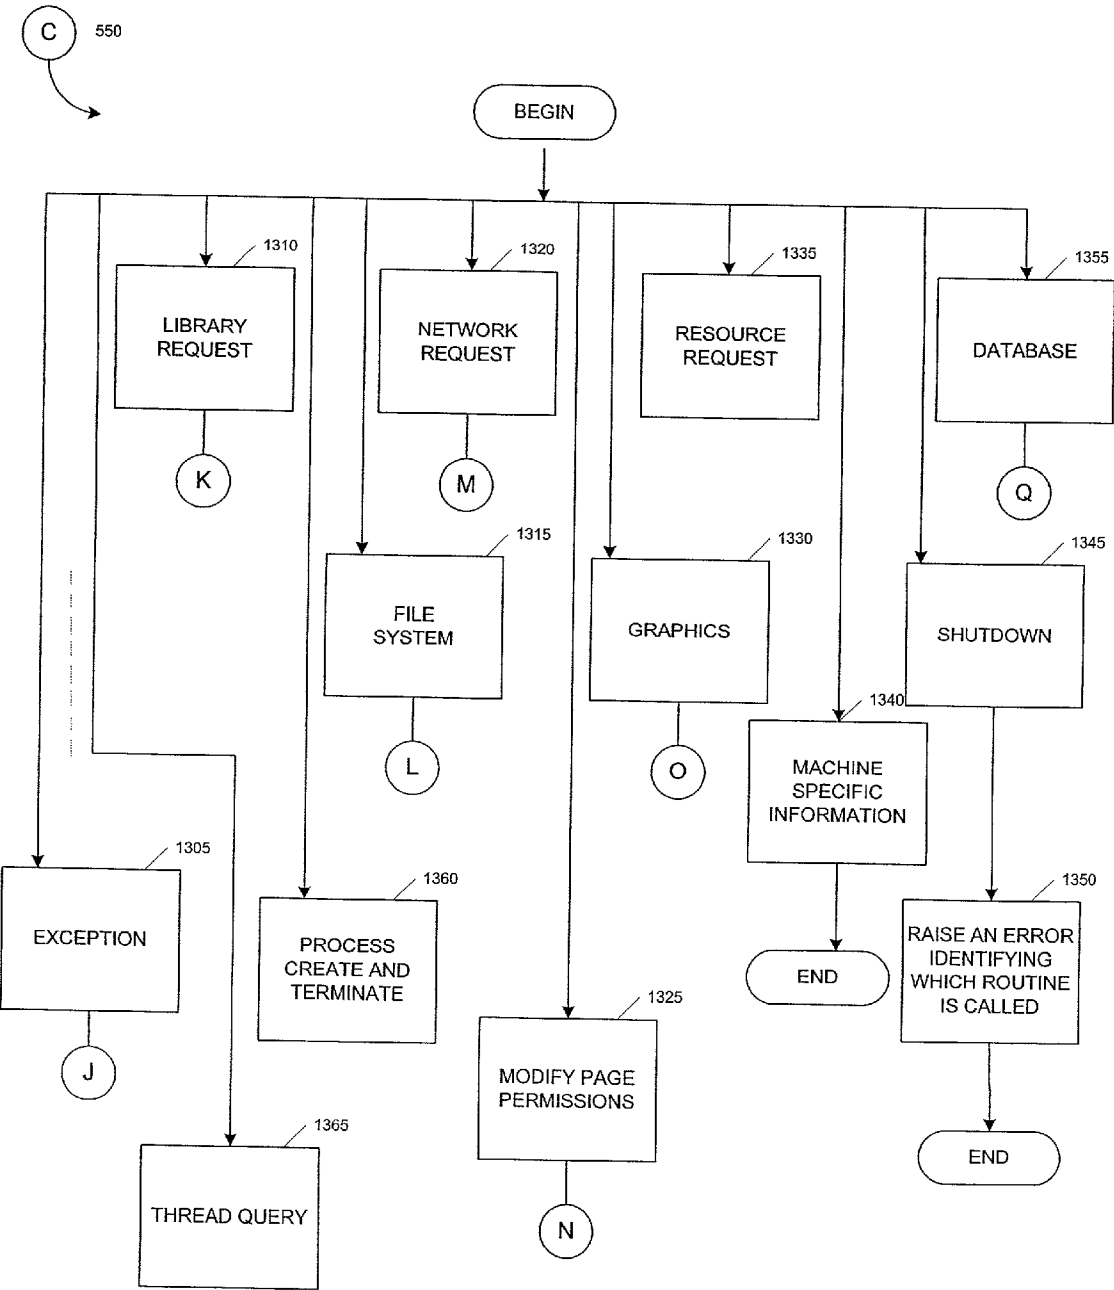 C
550
BEGIN
1310
LIBRARY
REQUEST
K
1320
NETWORK
REQUEST
M
1335
RESOURCE
REQUEST
1355
DATABASE
Q
1315
FILE
SYSTEM
L
1330
GRAPHICS
O
1345
SHUTDOWN
1340
MACHINE
SPECIFIC
INFORMATION
END
1305
EXCEPTION
J
1360
PROCESS
CREATE AND
TERMINATE
1350
RAISE AN ERROR
IDENTIFYING
WHICH ROUTINE
IS CALLED
END
1325
MODIFY PAGE
PERMISSIONS
N
1365
THREAD QUERY